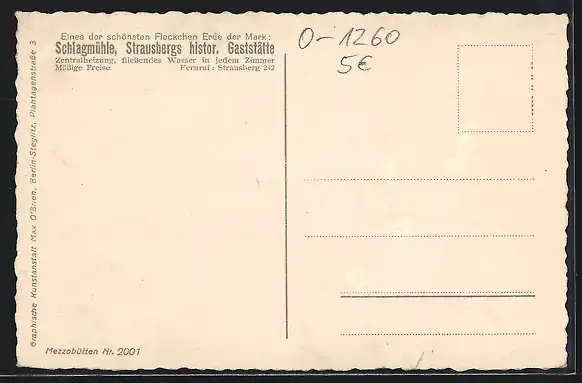 Eines der schönsten Fleckchen Erde der Mark:
Schlagmühle, Strausbergs histor. Gaststätte
Zentralheizung, fließendes Wasser in jedem Zimmer
Mäßige Preise Fernruf: Strausberg 242
O-1260
5€
Graphische Kunstanstalt Max O'Brien, Berlin-Steglitz, Plantagenstraße 3
Mezzobütten Nr. 2001